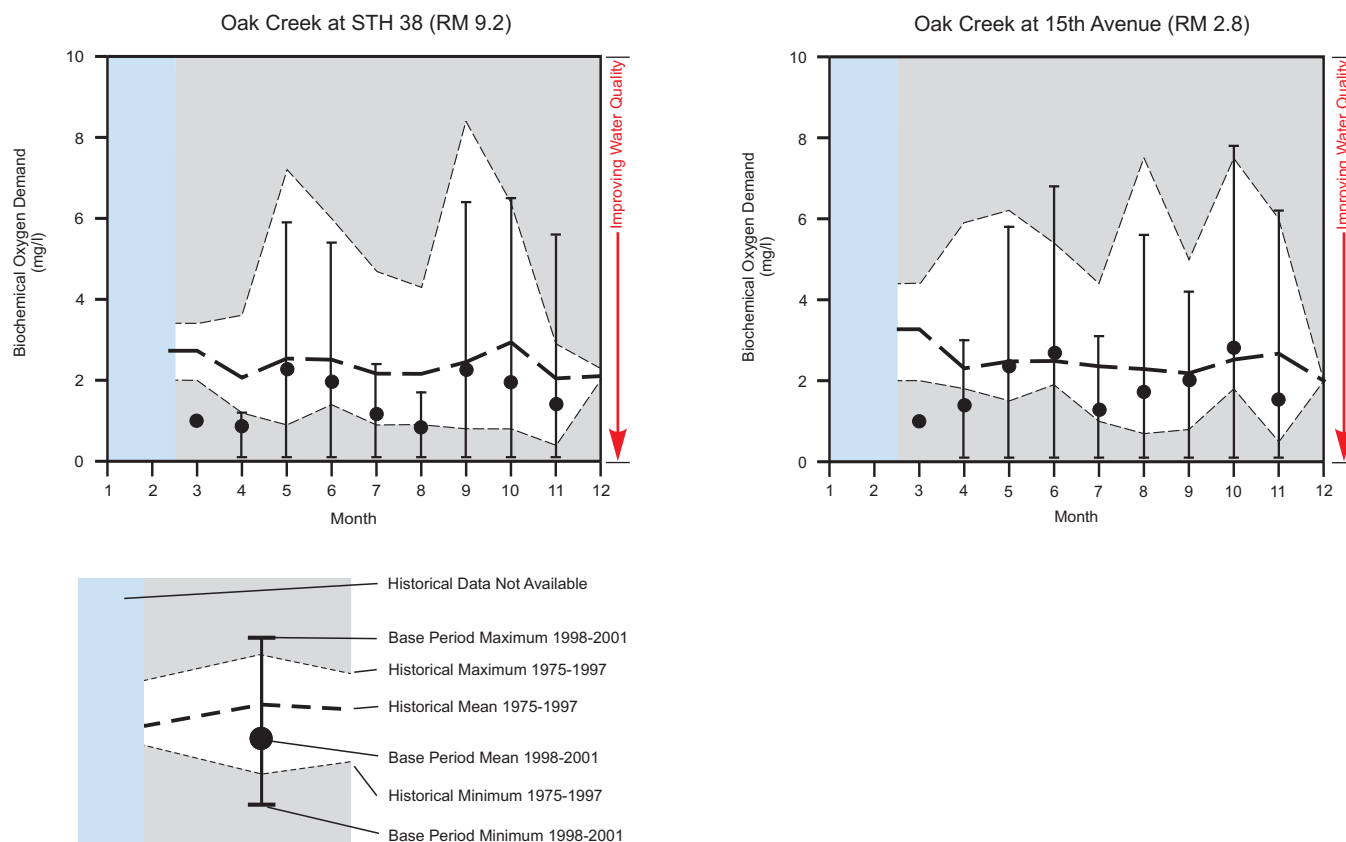 Oak Creek at STH 38 (RM 9.2)
10
8
6
4
2
0
Biochemical Oxygen Demand
(mg/l)
1 2 3 4 5 6 7 8 9 10 11 12
Month
Improving Water Quality
Oak Creek at 15th Avenue (RM 2.8)
10
8
6
4
2
0
Biochemical Oxygen Demand
(mg/l)
1 2 3 4 5 6 7 8 9 10 11 12
Month
Improving Water Quality
Historical Data Not Available
Base Period Maximum 1998-2001
Historical Maximum 1975-1997
Historical Mean 1975-1997
Base Period Mean 1998-2001
Historical Minimum 1975-1997
Base Period Minimum 1998-2001